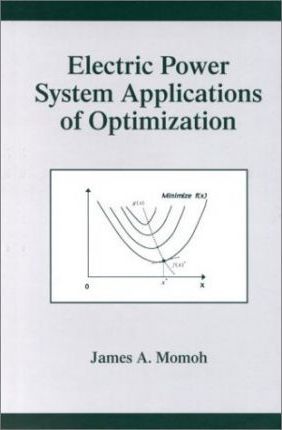 Electric Power
System Applications
of Optimization
Minimize f(x)
g(x)
f(x)*
0
x*
x
James A. Momoh